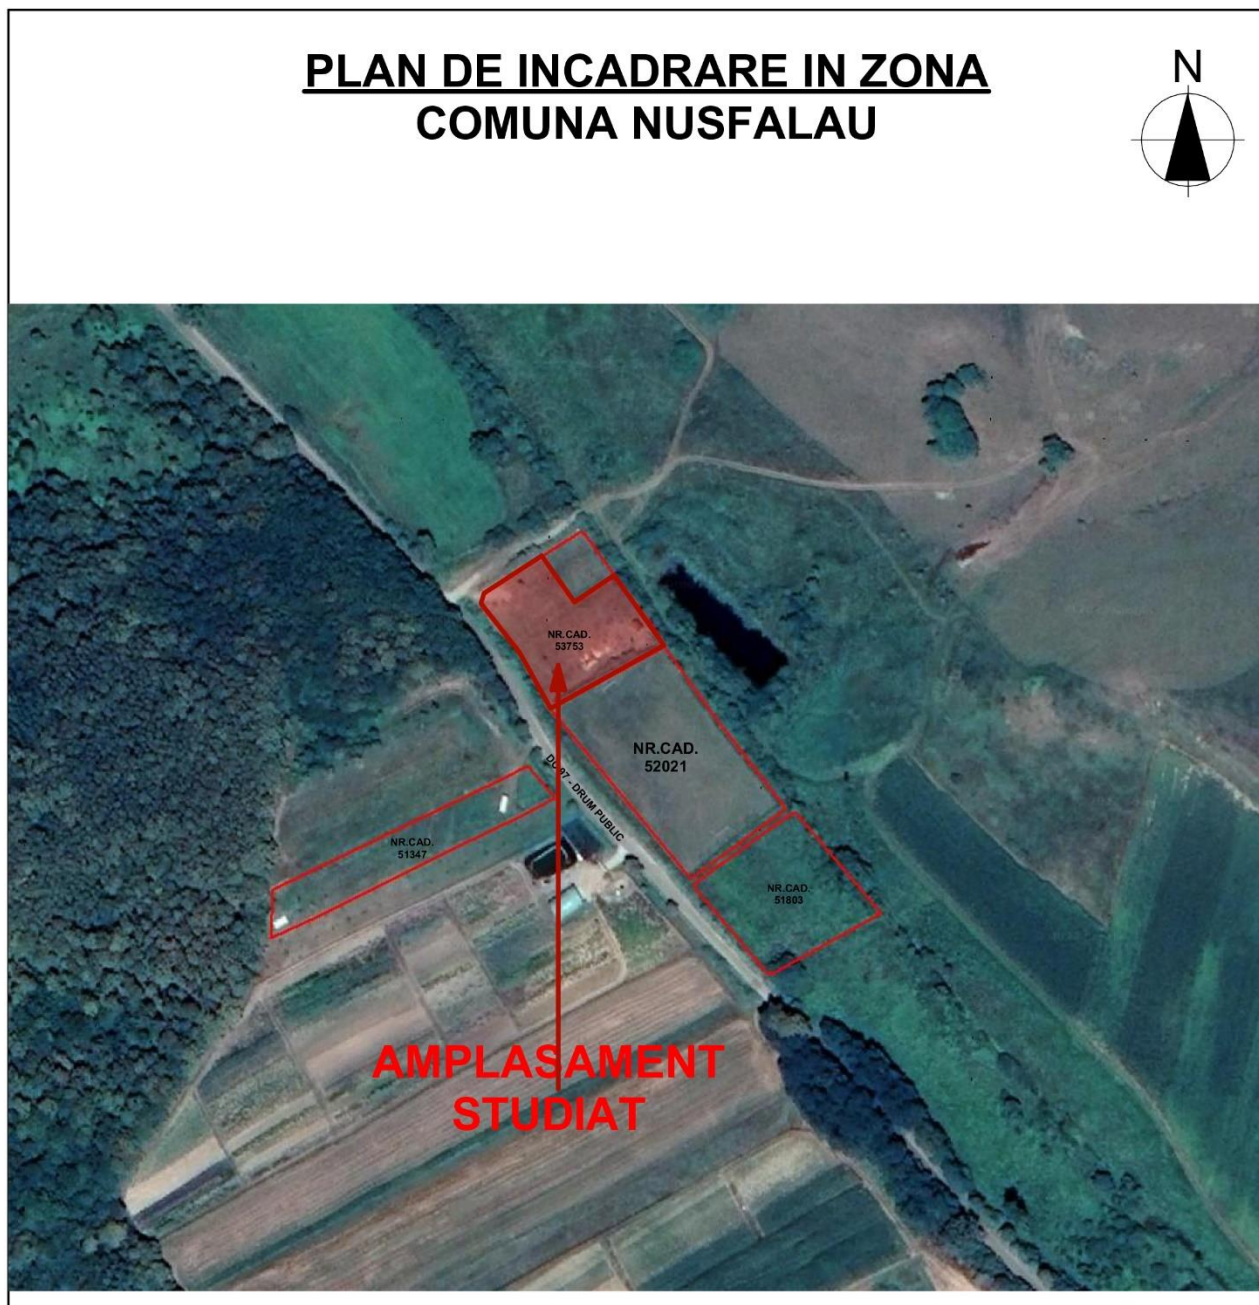 PLAN DE INCADRARE IN ZONA
COMUNA NUSFALAU
N
NR.CAD.
53753
NR.CAD.
52021
DC97 - DRUM PUBLIC
NR.CAD.
51347
NR.CAD.
51803
AMPLASAMENT
STUDIAT